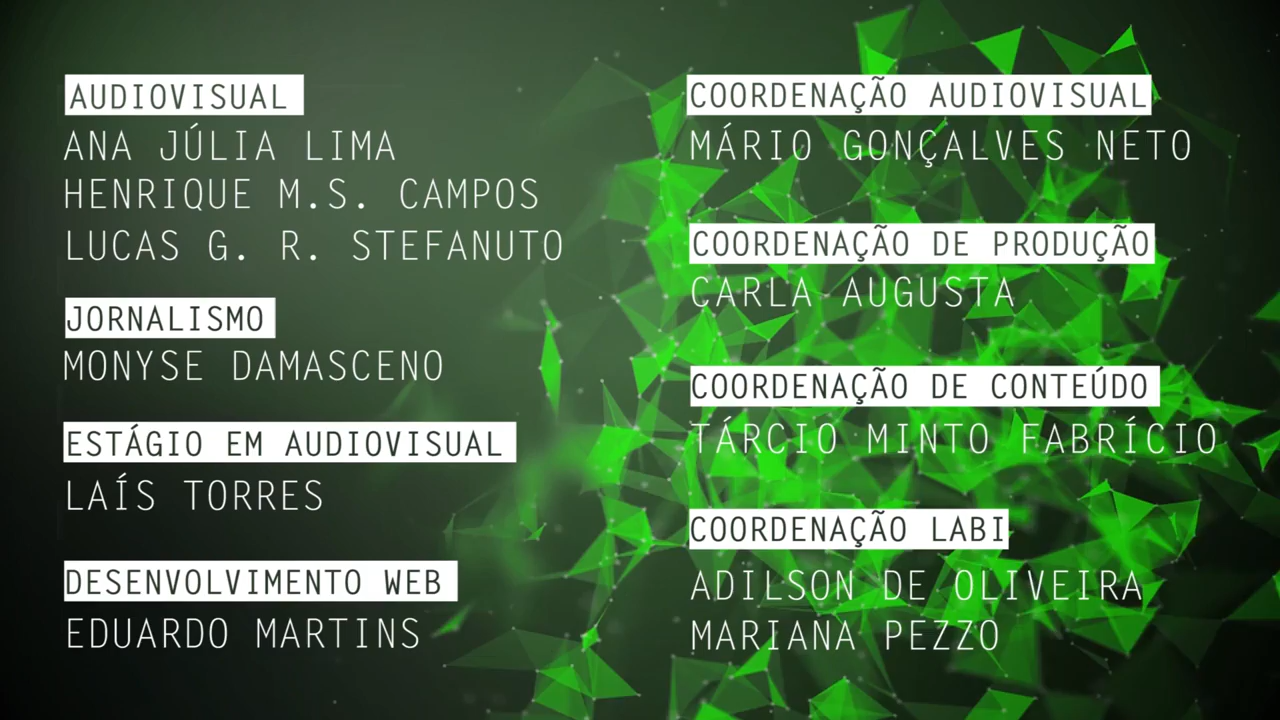 AUDIOVISUAL
ANA JÚLIA LIMA
HENRIQUE M.S. CAMPOS
LUCAS G. R. STEFANUTO
JORNALISMO
MONYSE DAMASCENO
ESTÁGIO EM AUDIOVISUAL
LAÍS TORRES
DESENVOLVIMENTO WEB
EDUARDO MARTINS
COORDENAÇÃO AUDIOVISUAL
MÁRIO GONÇALVES NETO
COORDENAÇÃO DE PRODUÇÃO
CARLA AUGUSTA
COORDENAÇÃO DE CONTEÚDO
TÁRCIO MINTO FABRÍCIO
COORDENAÇÃO LABI
ADILSON DE OLIVEIRA
MARIANA PEZZO